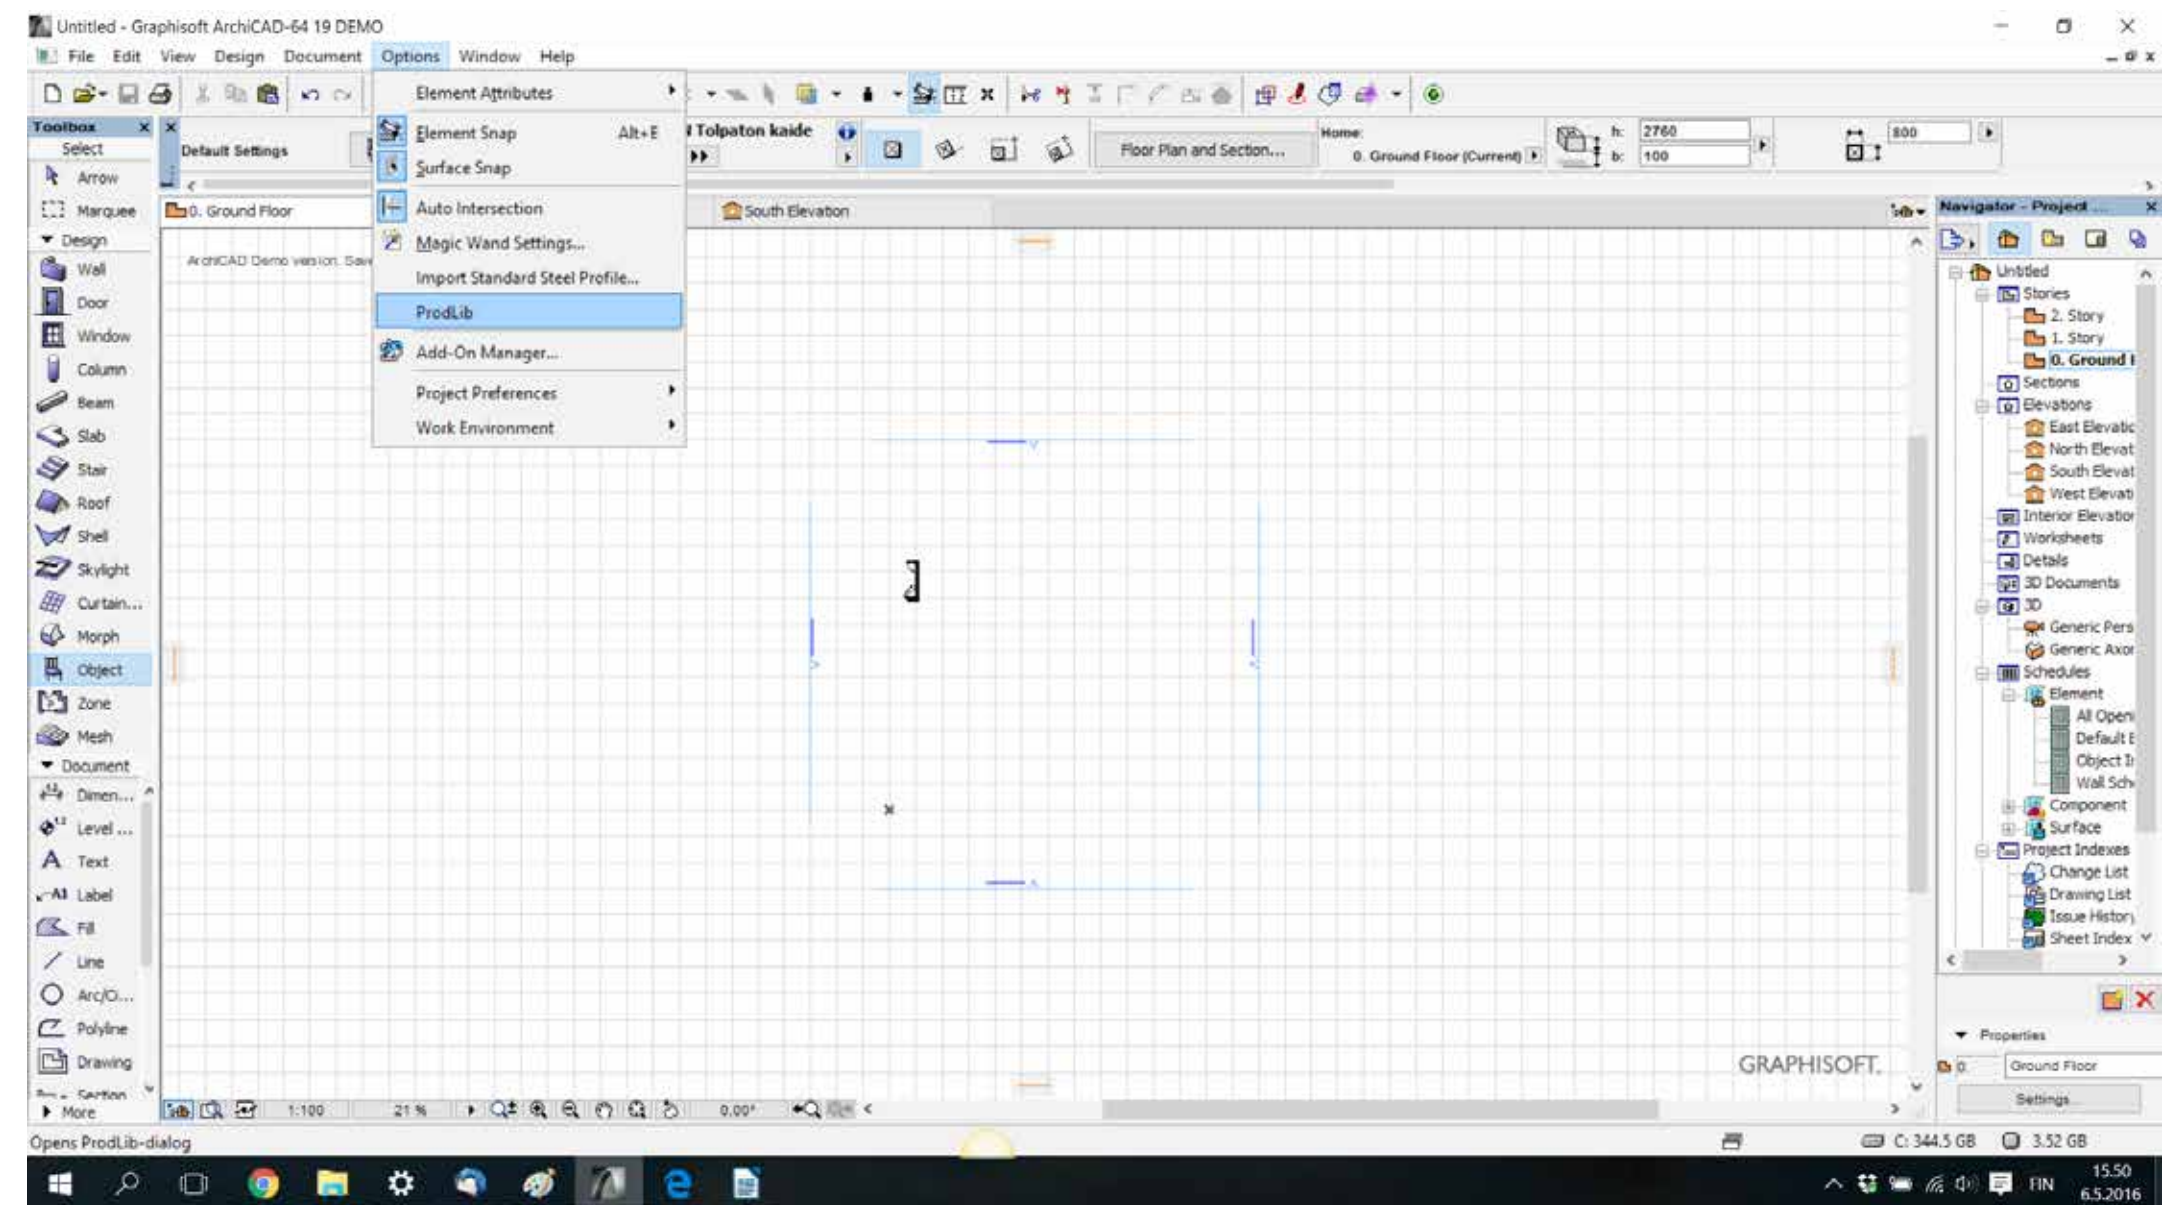 Untitled - Graphisoft ArchiCAD-64 19 DEMO
File Edit View Design Document Options Window Help
Toolbox
Select
Arrow
Marquee
Design
Wall
Door
Window
Column
Beam
Slab
Stair
Roof
Shell
Skylight
Curtain...
Morph
Object
Zone
Mesh
Document
Dimen...
Level ...
Text
A1 Label
Fill
Line
Arc/O...
Polyline
Drawing
Section
More
Default Settings
Element Attributes
Element Snap Alt+E
Surface Snap
Auto Intersection
Magic Wand Settings...
Import Standard Steel Profile...
ProdLib
Add-On Manager...
Project Preferences
Work Environment
Tolpaton kaide
Floor Plan and Section...
Home:
0. Ground Floor (Current)
h: 2760
b: 100
800
0. Ground Floor
South Elevation
ArchiCAD Demo version. Save
GRAPHISOFT.
1:100 21 % 0.00°
Navigator - Project ...
Untitled
Stories
2. Story
1. Story
0. Ground F
Sections
Elevations
East Elevatic
North Elevat
South Elevat
West Elevati
Interior Elevation
Worksheets
Details
3D Documents
3D
Generic Pers
Generic Axor
Schedules
Element
All Openi
Default E
Object In
Wall Sche
Component
Surface
Project Indexes
Change List
Drawing List
Issue History
Sheet Index
Properties
0. Ground Floor
Settings...
Opens ProdLib-dialog
C: 344.5 GB 3.52 GB
FIN
15.50
6.5.2016